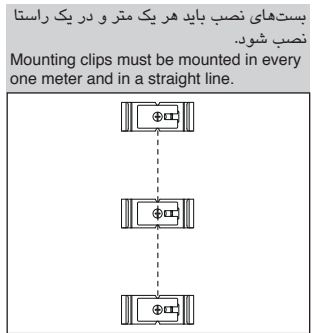 بست‌های نصب باید هر یک متر و در یک راستا
نصب شود.
Mounting clips must be mounted in every
one meter and in a straight line.